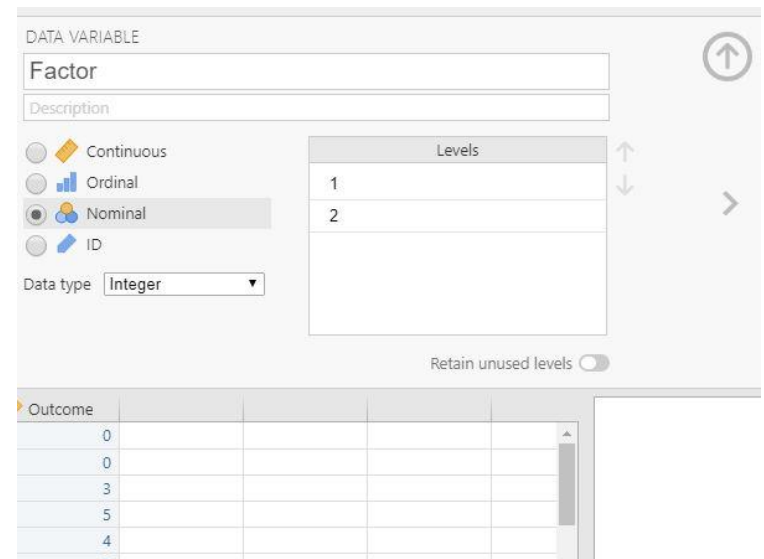 DATA VARIABLE
Factor
Description
Continuous
Ordinal
Nominal
ID
Data type Integer
Levels
1
2
Retain unused levels
Outcome
0
0
3
5
4